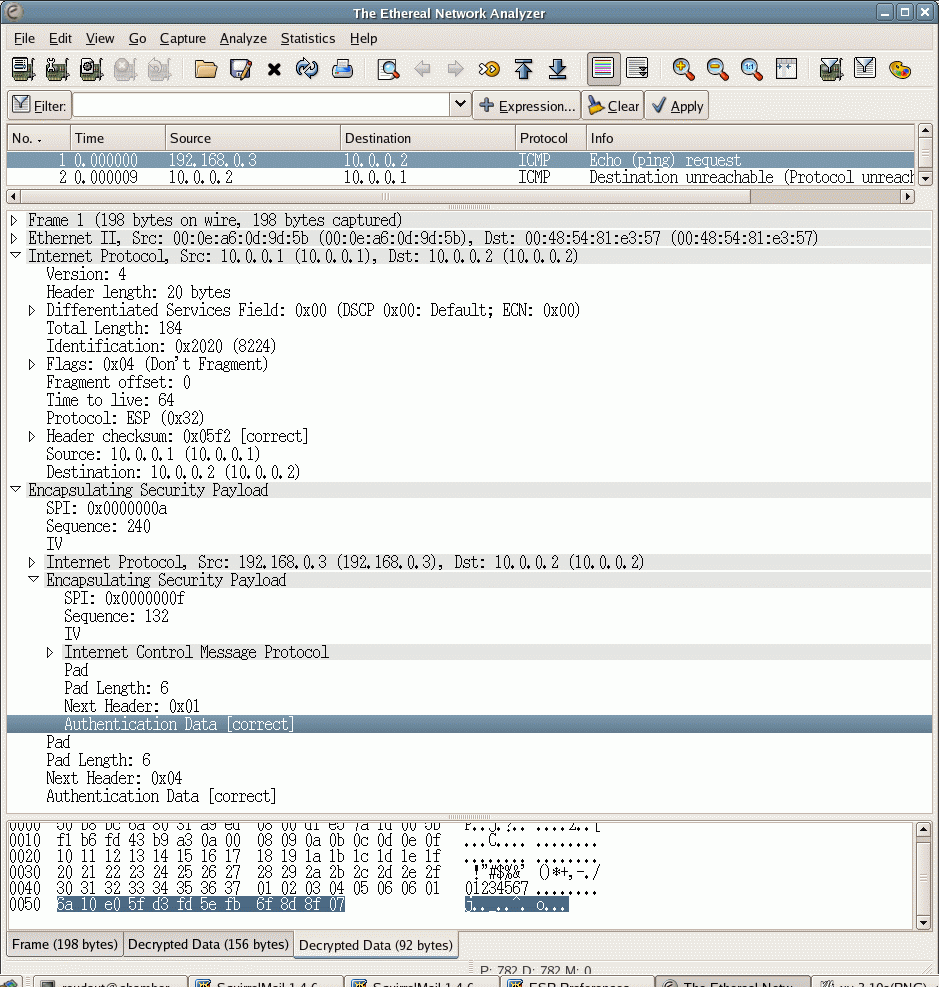 The Ethereal Network Analyzer
File Edit View Go Capture Analyze Statistics Help
Filter: Expression... Clear Apply
No. Time Source Destination Protocol Info
1 0.000000 192.168.0.3 10.0.0.2 ICMP Echo (ping) request
2 0.000009 10.0.0.2 10.0.0.1 ICMP Destination unreachable (Protocol unreach
Frame 1 (198 bytes on wire, 198 bytes captured)
Ethernet II, Src: 00:0e:a6:0d:9d:5b (00:0e:a6:0d:9d:5b), Dst: 00:48:54:81:e3:57 (00:48:54:81:e3:57)
Internet Protocol, Src: 10.0.0.1 (10.0.0.1), Dst: 10.0.0.2 (10.0.0.2)
Version: 4
Header length: 20 bytes
Differentiated Services Field: 0x00 (DSCP 0x00: Default; ECN: 0x00)
Total Length: 184
Identification: 0x2020 (8224)
Flags: 0x04 (Don't Fragment)
Fragment offset: 0
Time to live: 64
Protocol: ESP (0x32)
Header checksum: 0x05f2 [correct]
Source: 10.0.0.1 (10.0.0.1)
Destination: 10.0.0.2 (10.0.0.2)
Encapsulating Security Payload
SPI: 0x0000000a
Sequence: 240
IV
Internet Protocol, Src: 192.168.0.3 (192.168.0.3), Dst: 10.0.0.2 (10.0.0.2)
Encapsulating Security Payload
SPI: 0x0000000f
Sequence: 132
IV
Internet Control Message Protocol
Pad
Pad Length: 6
Next Header: 0x01
Authentication Data [correct]
Pad
Pad Length: 6
Next Header: 0x04
Authentication Data [correct]
0010 f1 b6 fd 43 b9 a3 0a 00 08 09 0a 0b 0c 0d 0e 0f ...C.... ........
0020 10 11 12 13 14 15 16 17 18 19 1a 1b 1c 1d 1e 1f ........ ........
0030 20 21 22 23 24 25 26 27 28 29 2a 2b 2c 2d 2e 2f  !"#$%&' ()*+,-./
0040 30 31 32 33 34 35 36 37 01 02 03 04 05 06 06 01 01234567 ........
0050 6a 10 e0 5f d3 fd 5e fb 6f 8d 8f 07 j.._..^. o...
Frame (198 bytes) Decrypted Data (156 bytes) Decrypted Data (92 bytes)
P: 782 D: 782 M: 0
SquirrelMail 1.4.6 SquirrelMail 1.4.6 ESP Preferences The Ethereal Netw...